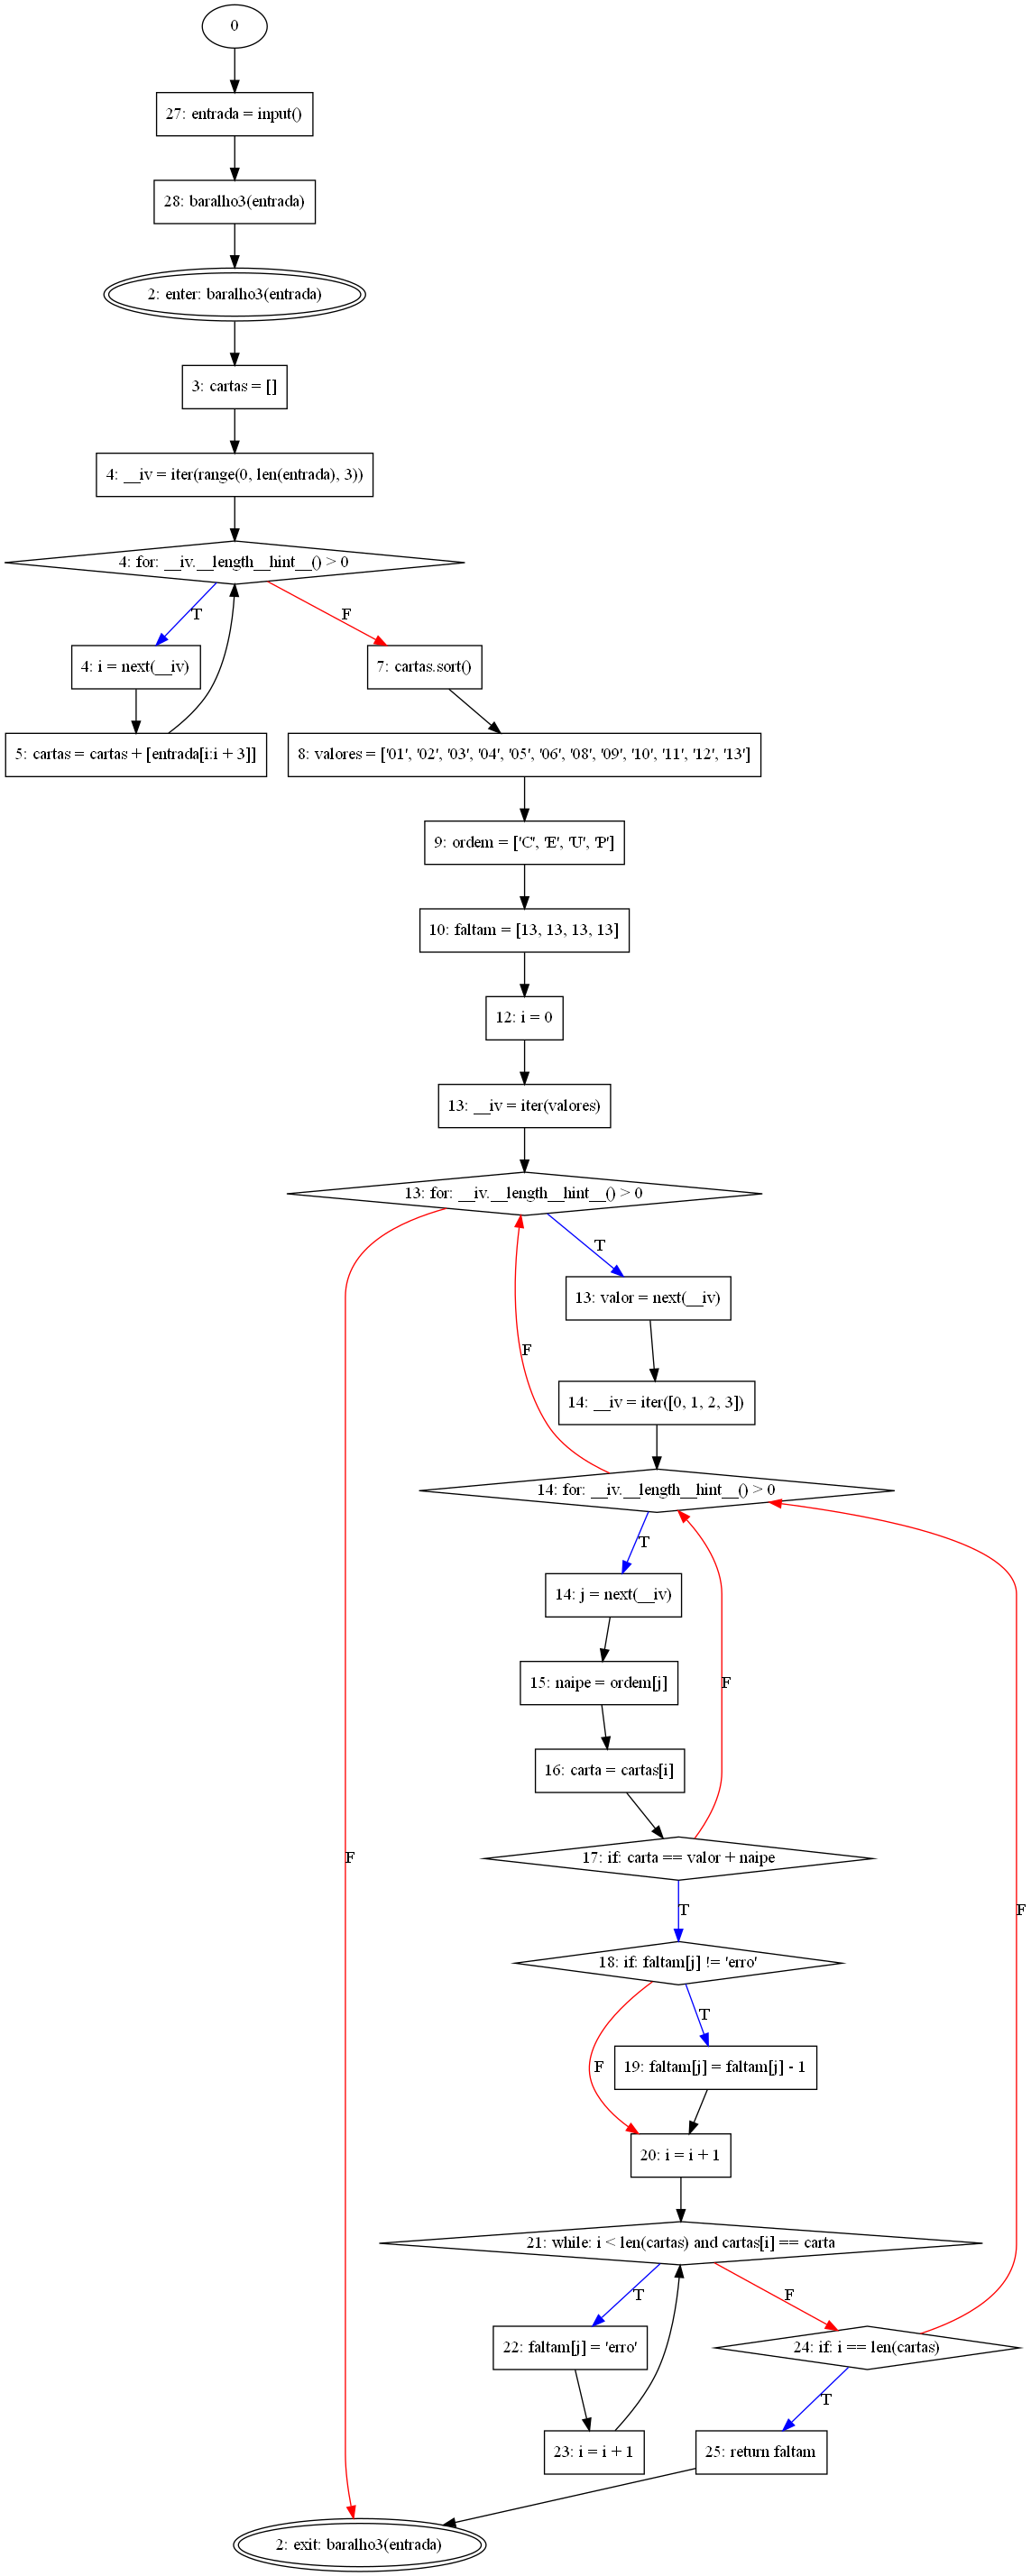 0
27: entrada = input()
28: baralho3(entrada)
2: enter: baralho3(entrada)
3: cartas = []
4: __iv = iter(range(0, len(entrada), 3))
4: for: __iv.__length__hint__() > 0
T
F
4: i = next(__iv)
7: cartas.sort()
5: cartas = cartas + [entrada[i:i + 3]]
8: valores = ['01', '02', '03', '04', '05', '06', '08', '09', '10', '11', '12', '13']
9: ordem = ['C', 'E', 'U', 'P']
10: faltam = [13, 13, 13, 13]
12: i = 0
13: __iv = iter(valores)
13: for: __iv.__length__hint__() > 0
T
13: valor = next(__iv)
F
14: __iv = iter([0, 1, 2, 3])
14: for: __iv.__length__hint__() > 0
T
14: j = next(__iv)
15: naipe = ordem[j]
F
16: carta = cartas[i]
F
17: if: carta == valor + naipe
T
F
18: if: faltam[j] != 'erro'
T
F
19: faltam[j] = faltam[j] - 1
20: i = i + 1
21: while: i < len(cartas) and cartas[i] == carta
T
F
22: faltam[j] = 'erro'
24: if: i == len(cartas)
T
23: i = i + 1
25: return faltam
2: exit: baralho3(entrada)